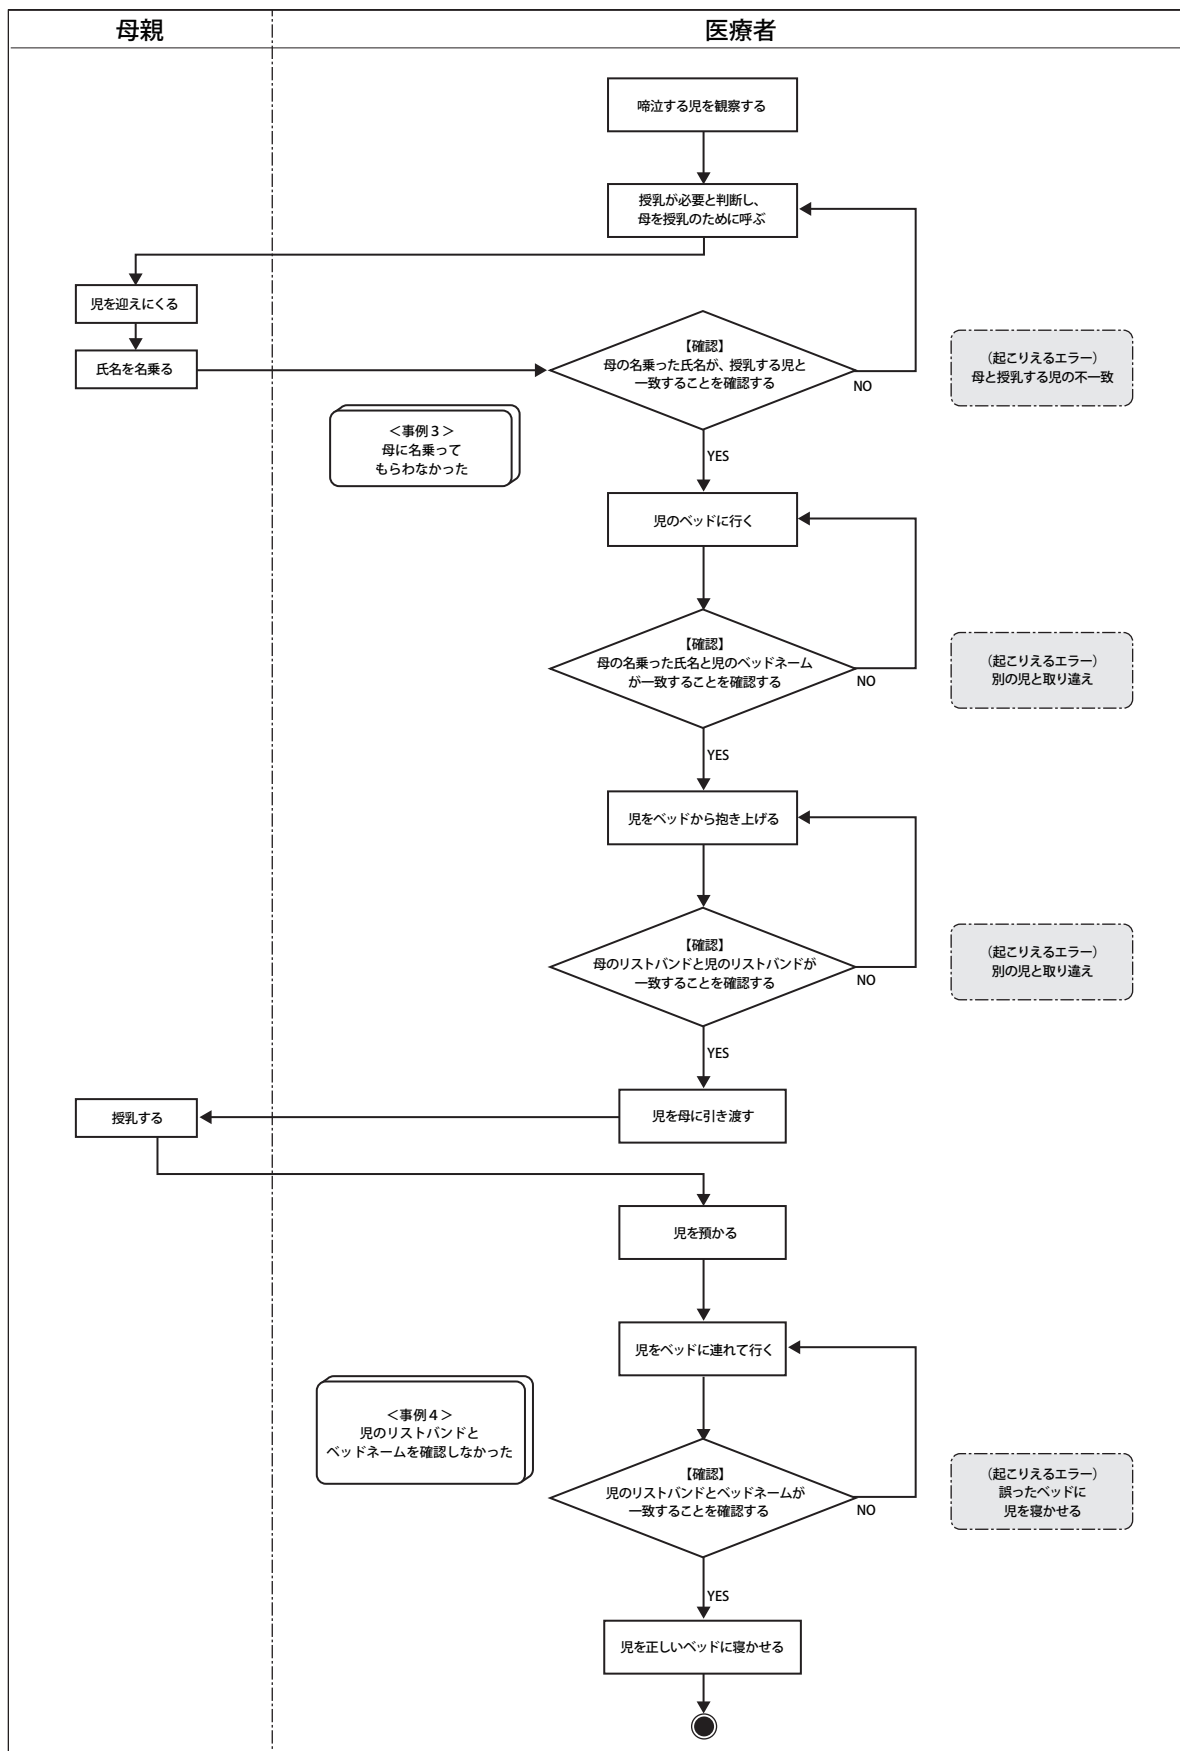 母親
医療者
啼泣する児を観察する
授乳が必要と判断し、
母を授乳のために呼ぶ
児を迎えにくる
氏名を名乗る
【確認】
母の名乗った氏名が、授乳する児と
一致することを確認する
NO
(起こりえるエラー)
母と授乳する児の不一致
<事例3>
母に名乗って
もらわなかった
YES
児のベッドに行く
【確認】
母の名乗った氏名と児のベッドネーム
が一致することを確認する
NO
(起こりえるエラー)
別の児と取り違え
YES
児をベッドから抱き上げる
【確認】
母のリストバンドと児のリストバンドが
一致することを確認する
NO
(起こりえるエラー)
別の児と取り違え
YES
児を母に引き渡す
授乳する
児を預かる
児をベッドに連れて行く
<事例4>
児のリストバンドと
ベッドネームを確認しなかった
【確認】
児のリストバンドとベッドネームが
一致することを確認する
NO
(起こりえるエラー)
誤ったベッドに
児を寝かせる
YES
児を正しいベッドに寝かせる